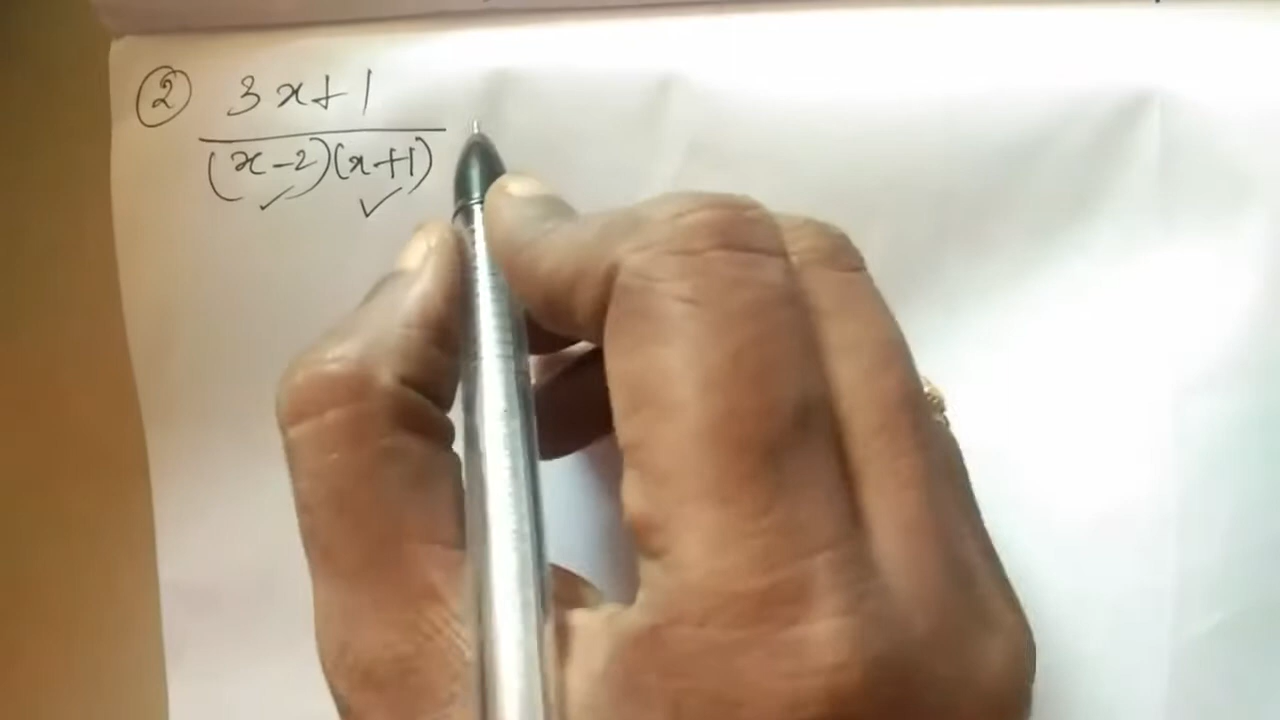 ② 3x+1
(x-2)(x+1)